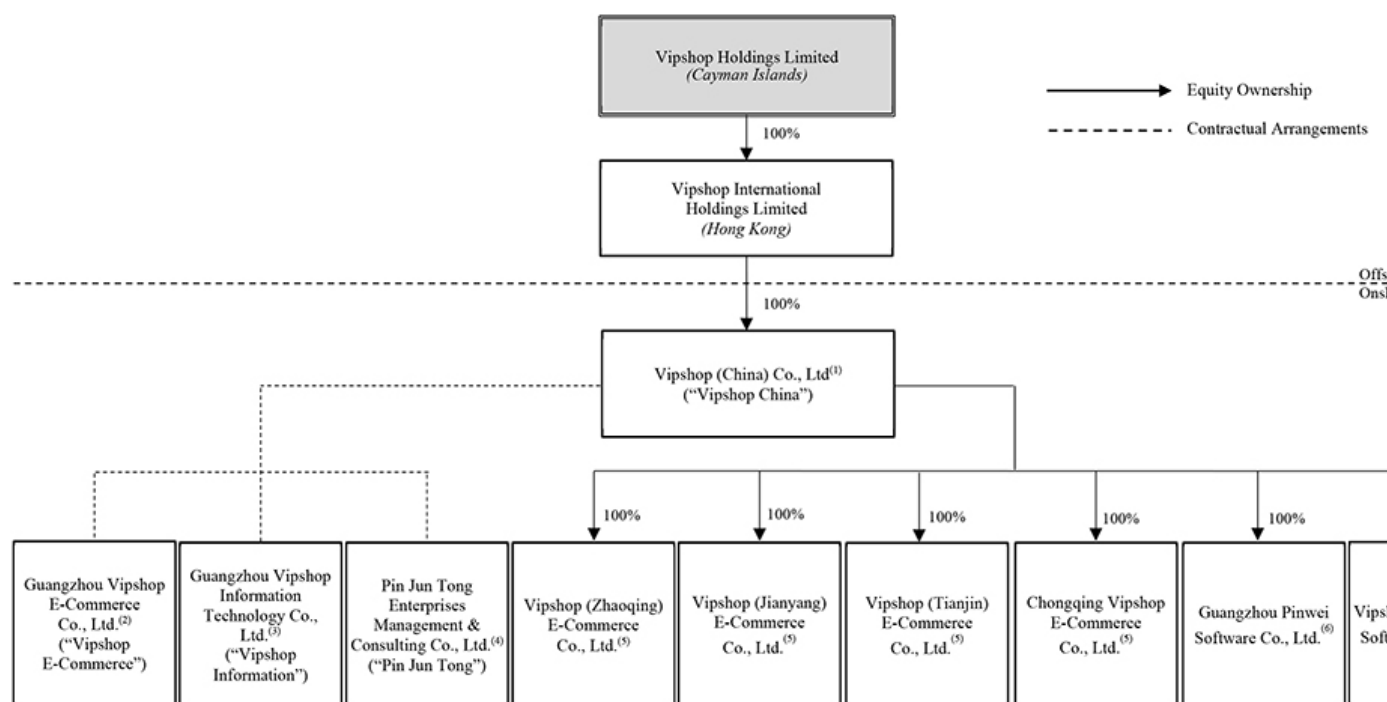 Vipshop Holdings Limited
(Cayman Islands)
Equity Ownership
Contractual Arrangements
100%
Vipshop International
Holdings Limited
(Hong Kong)
100%
Vipshop (China) Co., Ltd(1)
(“Vipshop China”)
100%
100%
100%
100%
100%
Guangzhou Vipshop
E-Commerce
Co., Ltd.(2)
(“Vipshop
E-Commerce”)
Guangzhou Vipshop
Information
Technology Co.,
Ltd.(3)
(“Vipshop
Information”)
Pin Jun Tong
Enterprises
Management &
Consulting Co., Ltd.(4)
(“Pin Jun Tong”)
Vipshop (Zhaoqing)
E-Commerce
Co., Ltd.(5)
Vipshop (Jianyang)
E-Commerce
Co., Ltd.(5)
Vipshop (Tianjin)
E-Commerce
Co., Ltd.(5)
Chongqing Vipshop
E-Commerce
Co., Ltd.(5)
Guangzhou Pinwei
Software Co., Ltd.(6)